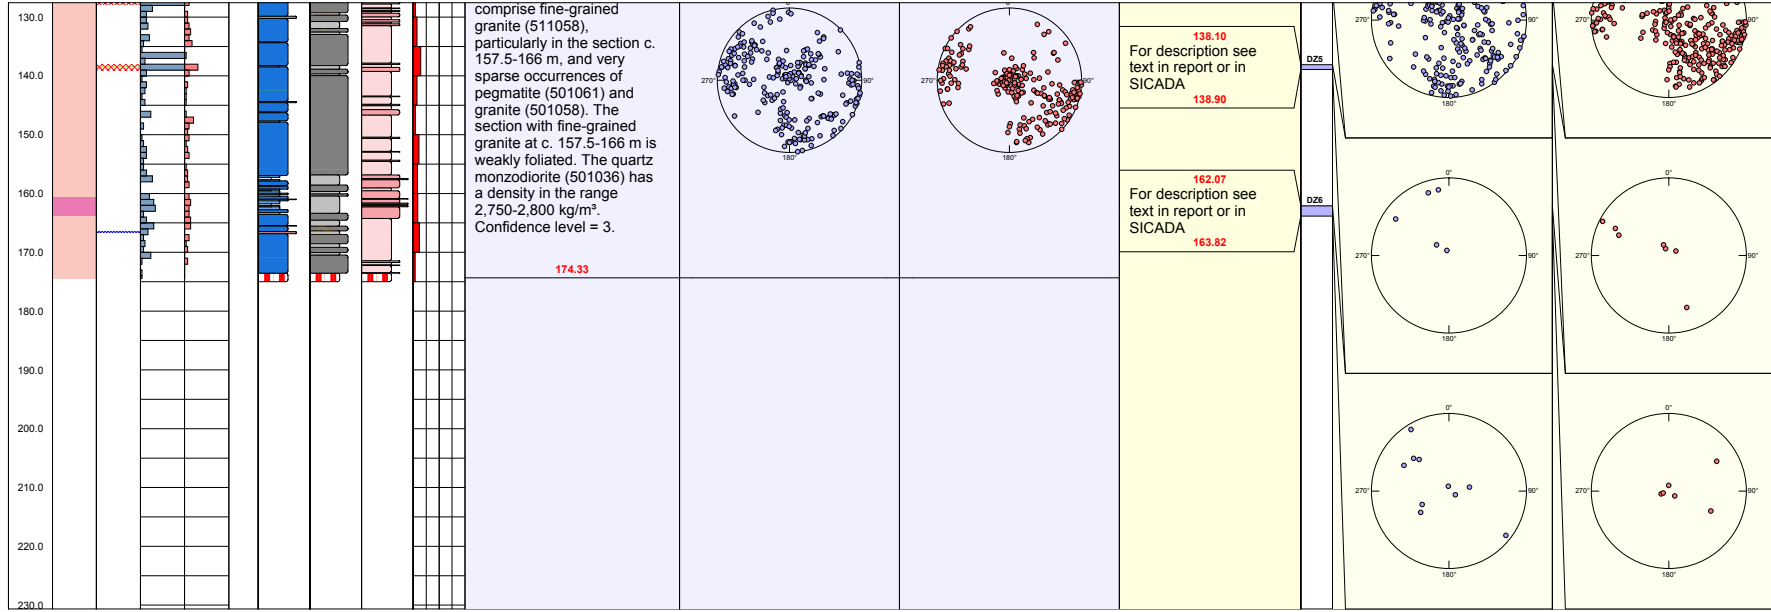 130.0
140.0
150.0
160.0
170.0
180.0
190.0
200.0
210.0
220.0
230.0
comprise fine-grained
granite (511058),
particularly in the section c.
157.5-166 m, and very
sparse occurrences of
pegmatite (501061) and
granite (501058). The
section with fine-grained
granite at c. 157.5-166 m is
weakly foliated. The quartz
monzodiorite (501036) has
a density in the range
2,750-2,800 kg/m³.
Confidence level = 3.
174.33
270°
90°
180°
270°
90°
180°
138.10
For description see
text in report or in
SICADA
138.90
162.07
For description see
text in report or in
SICADA
163.82
DZ5
DZ6
270°
90°
180°
270°
90°
180°
0°
270°
90°
180°
0°
270°
90°
180°
0°
270°
90°
180°
0°
270°
90°
180°